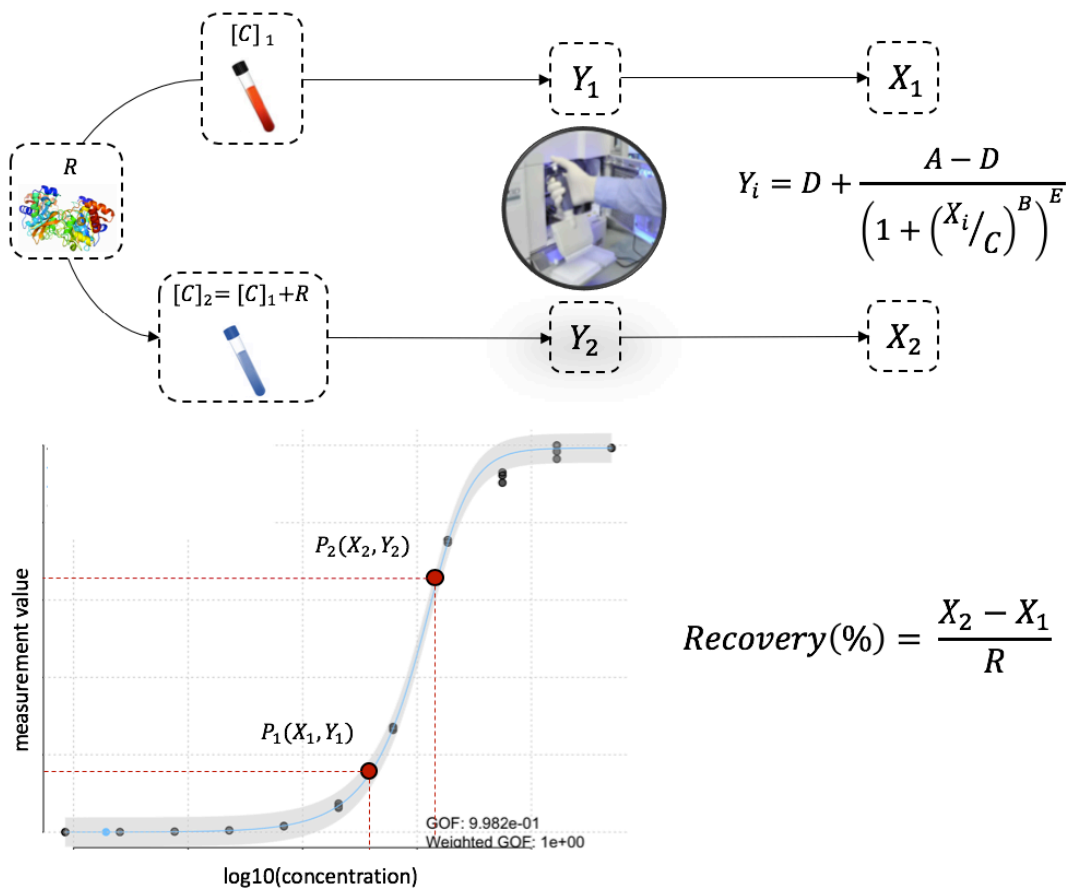 [C] 1
Y1
X1
R
Yi = D + (A − D) / (1 + (Xi/C)^B)^E
[C]2= [C]1+R
Y2
X2
P2(X2, Y2)
Recovery(%) = (X2 − X1) / R
measurement value
P1(X1, Y1)
GOF: 9.982e-01
Weighted GOF: 1e+00
log10(concentration)